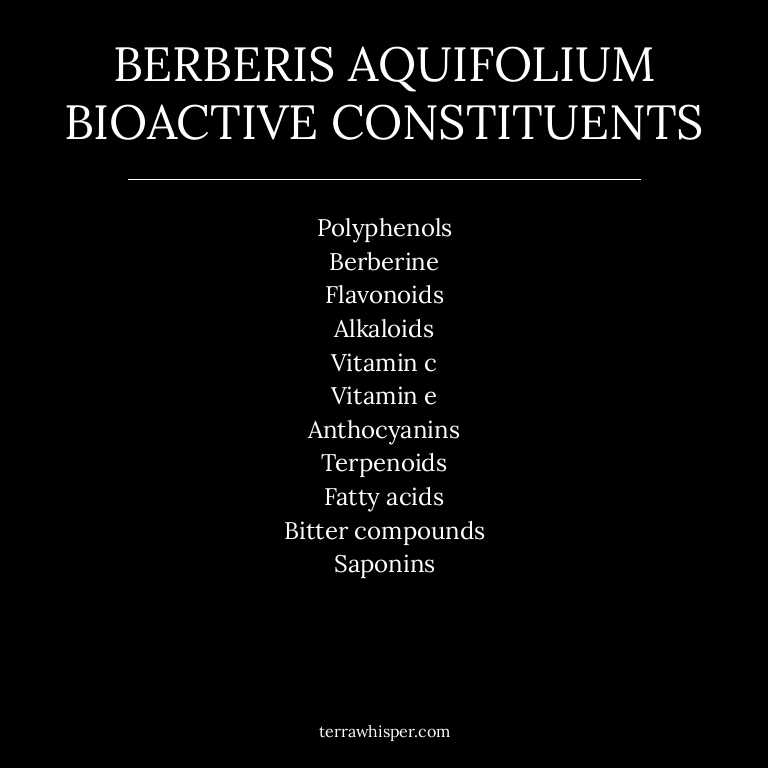 BERBERIS AQUIFOLIUM
BIOACTIVE CONSTITUENTS
Polyphenols
Berberine
Flavonoids
Alkaloids
Vitamin c
Vitamin e
Anthocyanins
Terpenoids
Fatty acids
Bitter compounds
Saponins
terrawhisper.com